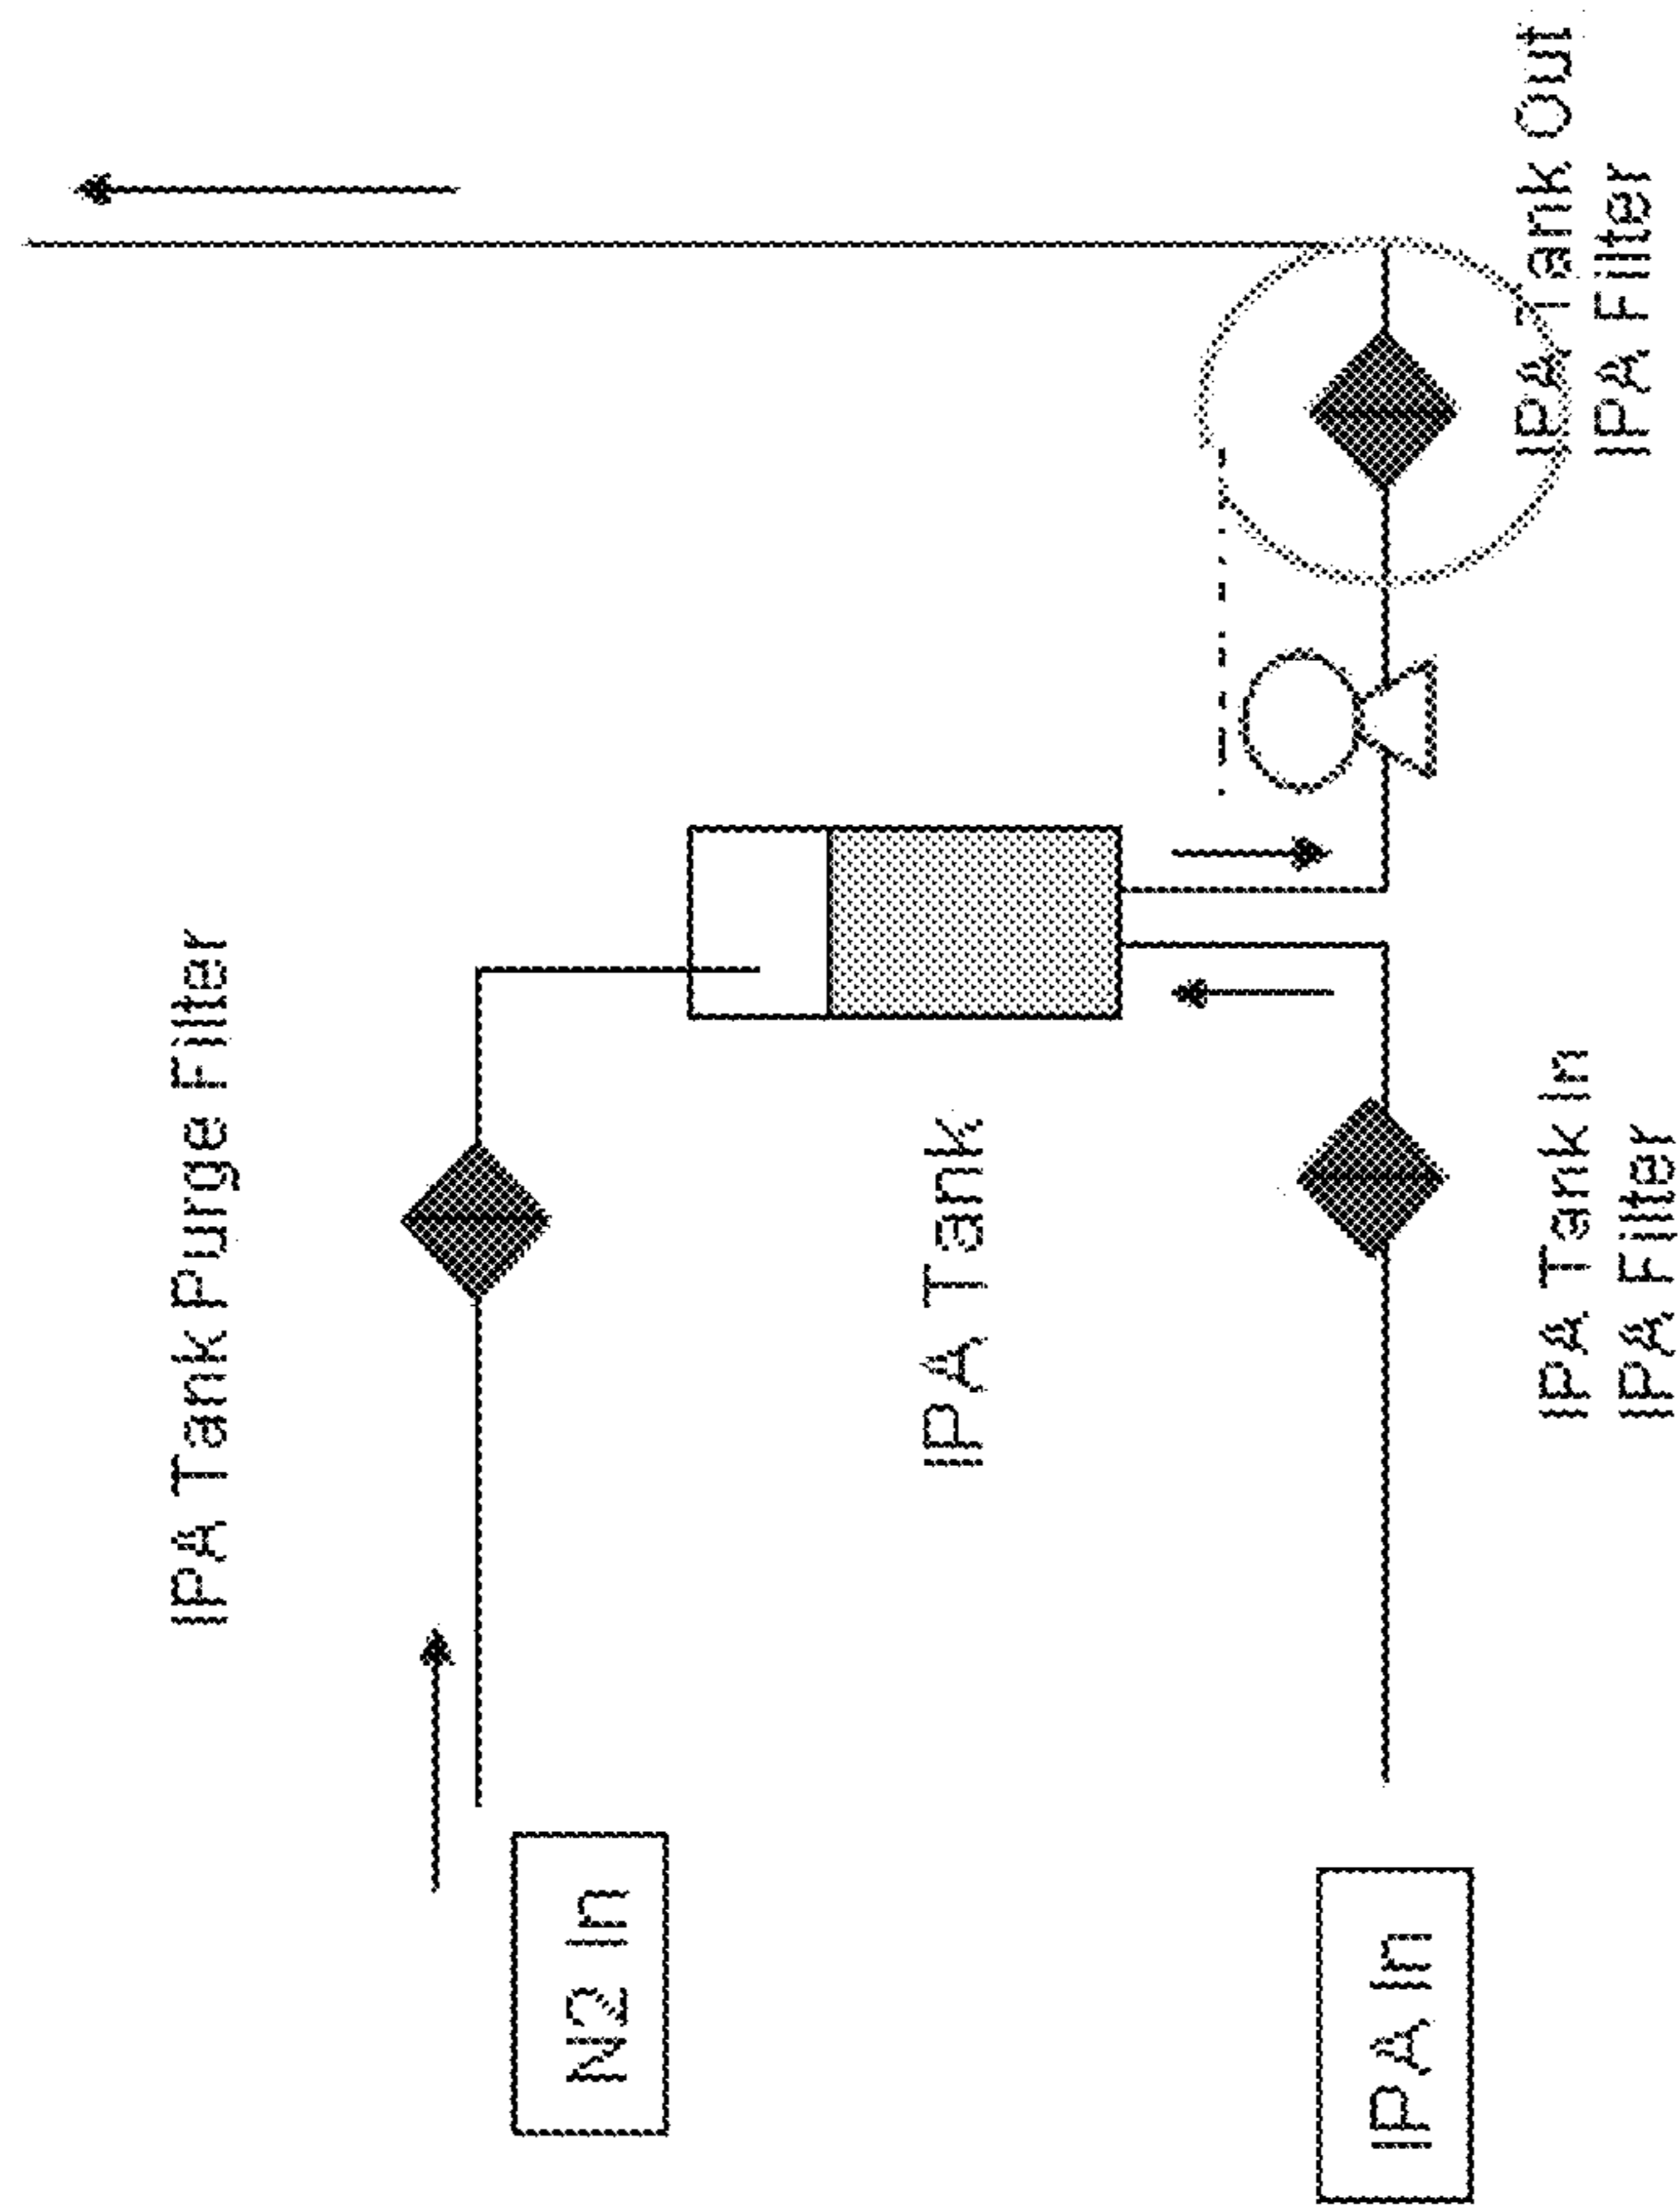 IPA Tank Purge Filter
N2 In
IPA Tank
IPA In
IPA Tank In
IPA Filter
IPA Tank Out
IPA Filter